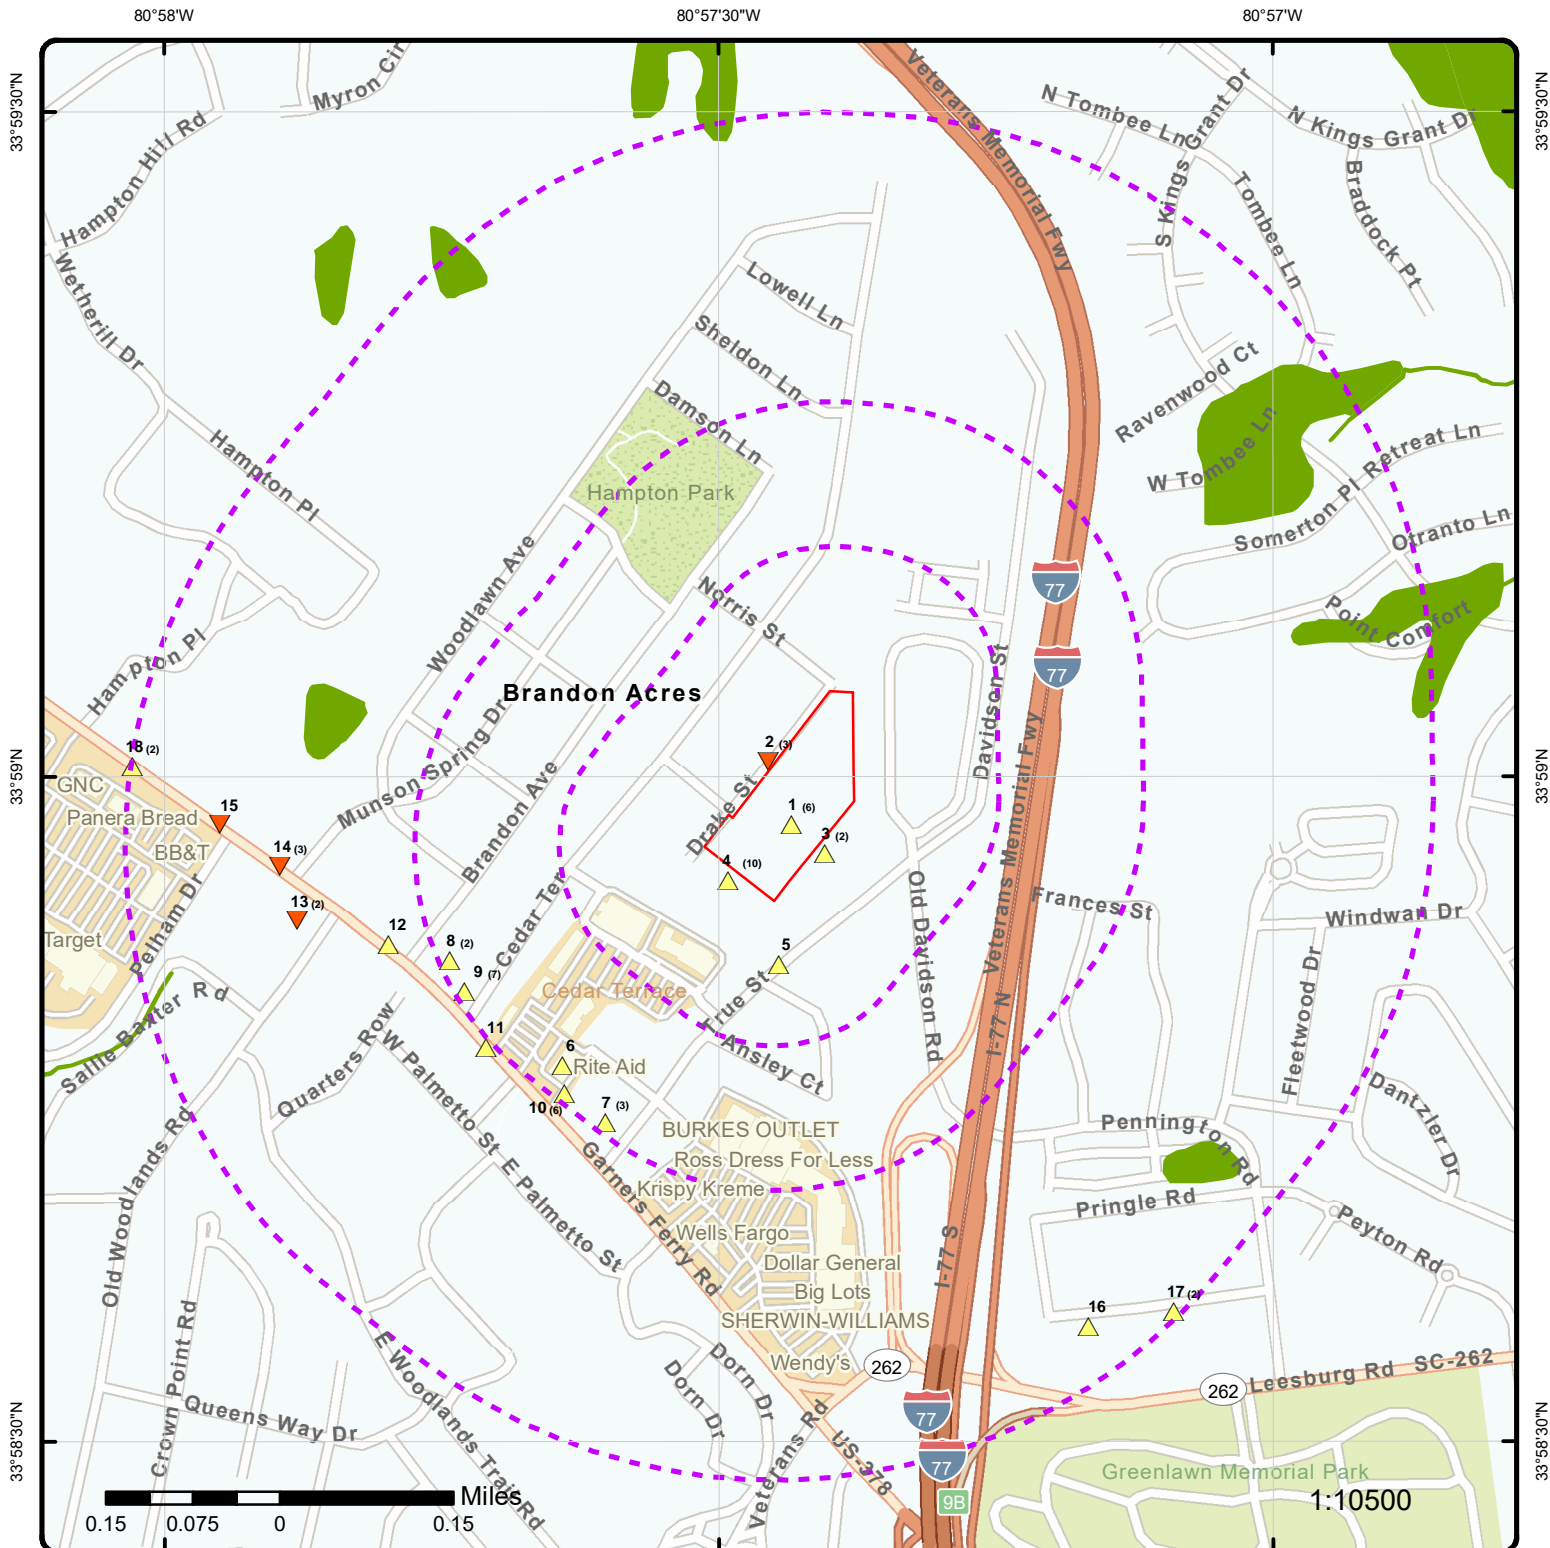 80°58'W
80°57'30"W
80°57'W
33°59'30"N
33°59'30"N
Myron Cir
Veterans Memorial Fwy
N Tombee Ln
S Kings Grant Dr
N Kings Grant Dr
Hampton Hill Rd
Braddock Pt
Tombee Ln
Wetherill Dr
Lowell Ln
Sheldon Ln
Ravenwood Ct
Damson Ln
W Tombee Ln
Hampton Pl
Retreat Ln
Hampton Park
Somerton Pl
Otranto Ln
Woodlawn Ave
77
Norris St
Point Comfort
Hampton Pl
77
Brandon Acres
Davidson St
Munson Spring Dr
18 (2)
2 (3)
33°59'N
33°59'N
GNC
Veterans Memorial Fwy
Panera Bread
15
1 (6)
Drake St
3 (2)
BB&T
14 (3)
Brandon Ave
4 (10)
13 (2)
Cedar Ter
Old Davidson Rd
Frances St
Windwan Dr
Target
Pelham Dr
12
8 (2)
5
9 (7)
Cedar Terrace
True St
Sallie Baxter Rd
I-77 N
Fleetwood Dr
11
6
Rite Aid
Ansley Ct
Quarters Row
W Palmetto St
10 (6)
7 (3)
Dantzler Dr
BURKES OUTLET
Pennington Rd
Ross Dress For Less
Krispy Kreme
Old Woodlands Rd
E Palmetto St
Garners Ferry Rd
Pringle Rd
Wells Fargo
Peyton Rd
Dollar General
I-77 S
Big Lots
17 (2)
16
SHERWIN-WILLIAMS
Wendy's
262
Crown Point Rd
E Woodlands Trail Rd
Dorn Dr
Dorn Dr
262
Leesburg Rd
SC-262
Queens Way Dr
77
Veterans Rd
US-378
77
33°58'30"N
33°58'30"N
Greenlawn Memorial Park
9B
Miles
1:10500
0.15
0.075
0
0.15